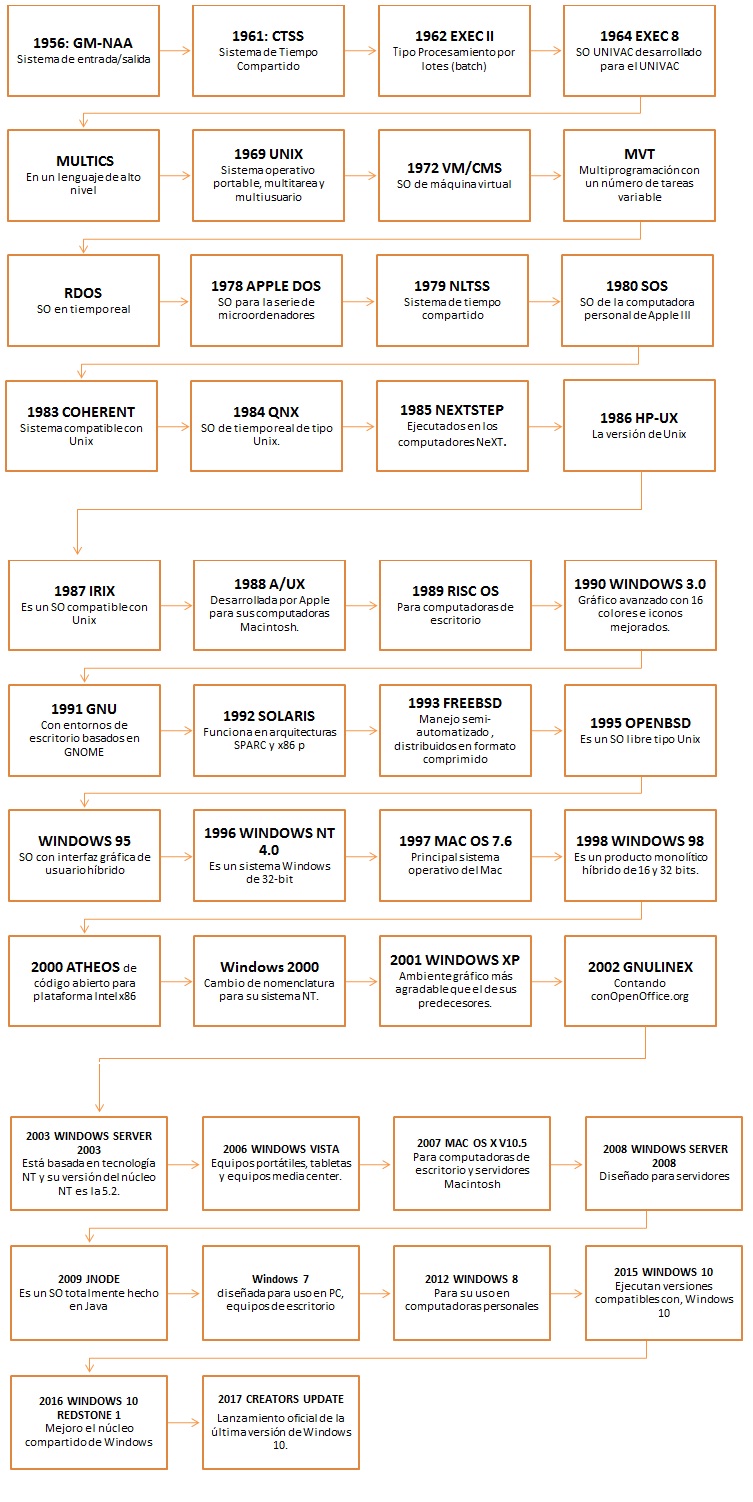 1956: GM-NAA
Sistema de entrada/salida
1961: CTSS
Sistema de Tiempo
Compartido
1962 EXEC II
Tipo Procesamiento por
lotes (batch)
1964 EXEC 8
SO UNIVAC desarrollado
para el UNIVAC
MULTICS
En un lenguaje de alto
nivel
1969 UNIX
Sistema operativo
portable, multitarea y
multiusuario
1972 VM/CMS
SO de máquina virtual
MVT
Multiprogramación con
un número de tareas
variable
RDOS
SO en tiempo real
1978 APPLE DOS
SO para la serie de
microordenadores
1979 NLTSS
Sistema de tiempo
compartido
1980 SOS
SO de la computadora
personal de Apple III
1983 COHERENT
Sistema compatible con
Unix
1984 QNX
SO de tiempo real de tipo
Unix.
1985 NEXTSTEP
Ejecutados en los
computadores NeXT.
1986 HP-UX
La versión de Unix
1987 IRIX
Es un SO compatible con
Unix
1988 A/UX
Desarrollada por Apple
para sus computadoras
Macintosh.
1989 RISC OS
Para computadoras de
escritorio
1990 WINDOWS 3.0
Gráfico avanzado con 16
colores e iconos
mejorados.
1991 GNU
Con entornos de
escritorio basados en
GNOME
1992 SOLARIS
Funciona en arquitecturas
SPARC y x86 p
1993 FREEBSD
Manejo semi-
automatizado ,
distribuidos en formato
comprimido
1995 OPENBSD
Es un SO libre tipo Unix
WINDOWS 95
SO con interfaz gráfica de
usuario híbrido
1996 WINDOWS NT
4.0
Es un sistema Windows
de 32-bit
1997 MAC OS 7.6
Principal sistema
operativo del Mac
1998 WINDOWS 98
Es un producto monolítico
híbrido de 16 y 32 bits.
2000 ATHEOS de
código abierto para
plataforma Intel x86
Windows 2000
Cambio de nomenclatura
para su sistema NT.
2001 WINDOWS XP
Ambiente gráfico más
agradable que el de sus
predecesores.
2002 GNULINEX
Contando
conOpenOffice.org
2003 WINDOWS SERVER
2003
Está basada en tecnología
NT y su versión del núcleo
NT es la 5.2.
2006 WINDOWS VISTA
Equipos portátiles, tabletas
y equipos media center.
2007 MAC OS X V10.5
Para computadoras de
escritorio y servidores
Macintosh
2008 WINDOWS SERVER
2008
Diseñado para servidores
2009 JNODE
Es un SO totalmente hecho
en Java
Windows 7
diseñada para uso en PC,
equipos de escritorio
2012 WINDOWS 8
Para su uso en
computadoras personales
2015 WINDOWS 10
Ejecutan versiones
compatibles con, Windows
10
2016 WINDOWS 10
REDSTONE 1
Mejoro el núcleo
compartido de Windows
2017 CREATORS UPDATE
Lanzamiento oficial de la
última versión de Windows
10.